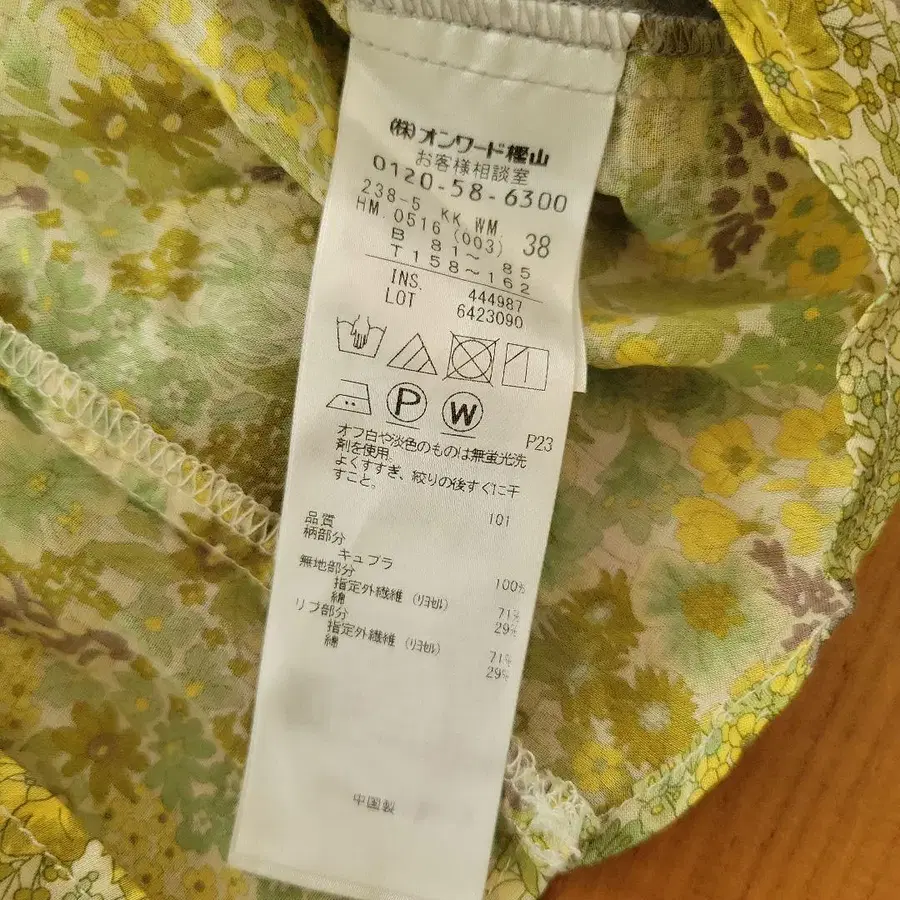 (株)オンワード樫山
お客様相談室
0120-58-6300
238-5 KK.WM.
HM.0516(003) 38
B 81~85
T 158~162
INS. 444987
LOT 6423090
P W
P23
オフ白や淡色のものは無蛍光洗
剤を使用。
よくすすぎ、絞りの後すぐに干
すこと。
101
品質
柄部分
キュプラ 100%
無地部分
指定外繊維(リヨセル) 71%
綿 29%
リブ部分
指定外繊維(リヨセル) 71%
綿 29%
中国製